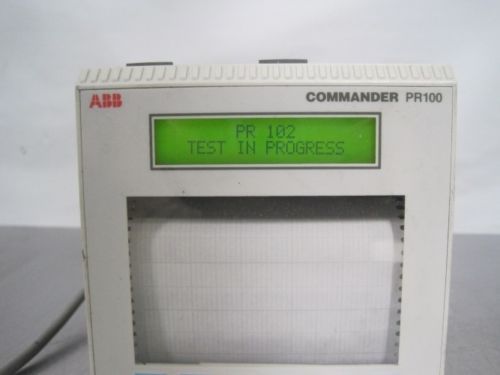 ABB
COMMANDER PR100
PR 102
TEST IN PROGRESS